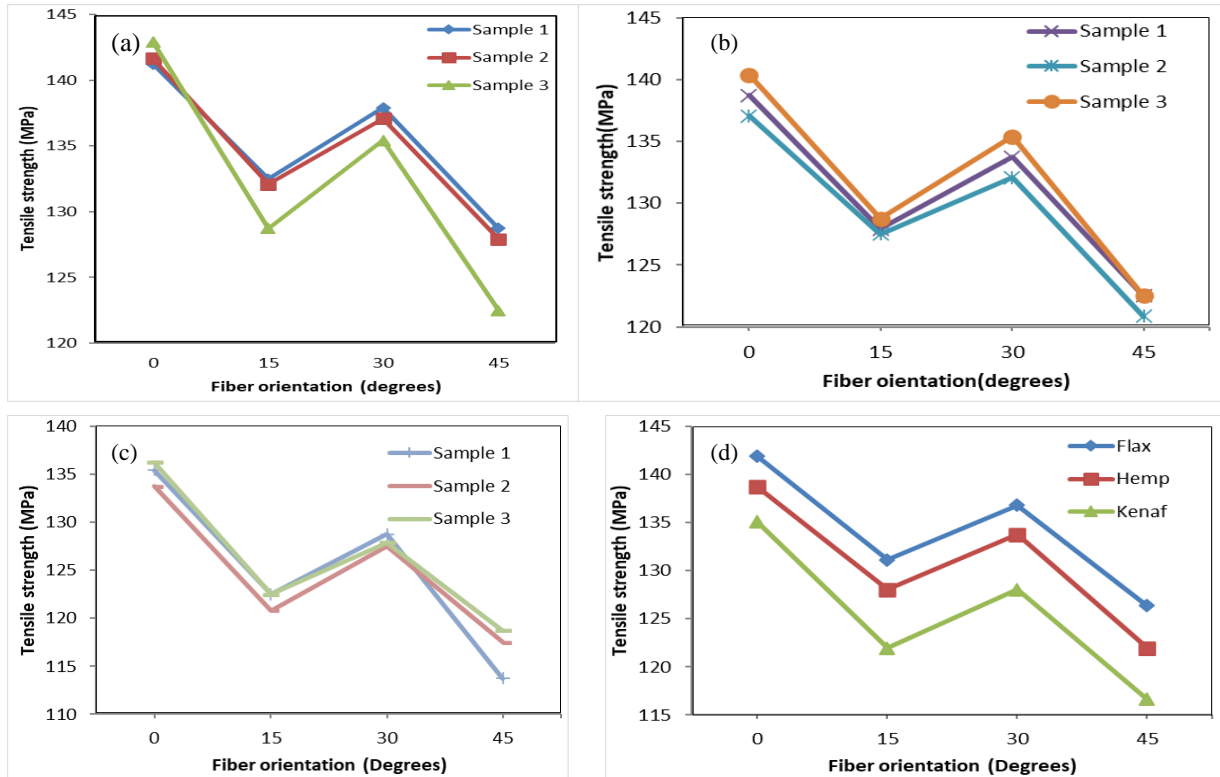 (a)
Sample 1
Sample 2
Sample 3
Tensile strength (MPa)
145
140
135
130
125
120
0 15 30 45
Fiber orientation (degrees)
(b)
Sample 1
Sample 2
Sample 3
Tensile strength(MPa)
145
140
135
130
125
120
0 15 30 45
Fiber oientation(degrees)
(c)
Sample 1
Sample 2
Sample 3
Tensile strength (MPa)
140
135
130
125
120
115
110
0 15 30 45
Fiber orientation (Degrees)
(d)
Flax
Hemp
Kenaf
Tensile strength (MPa)
145
140
135
130
125
120
115
0 15 30 45
Fiber orientation (Degrees)